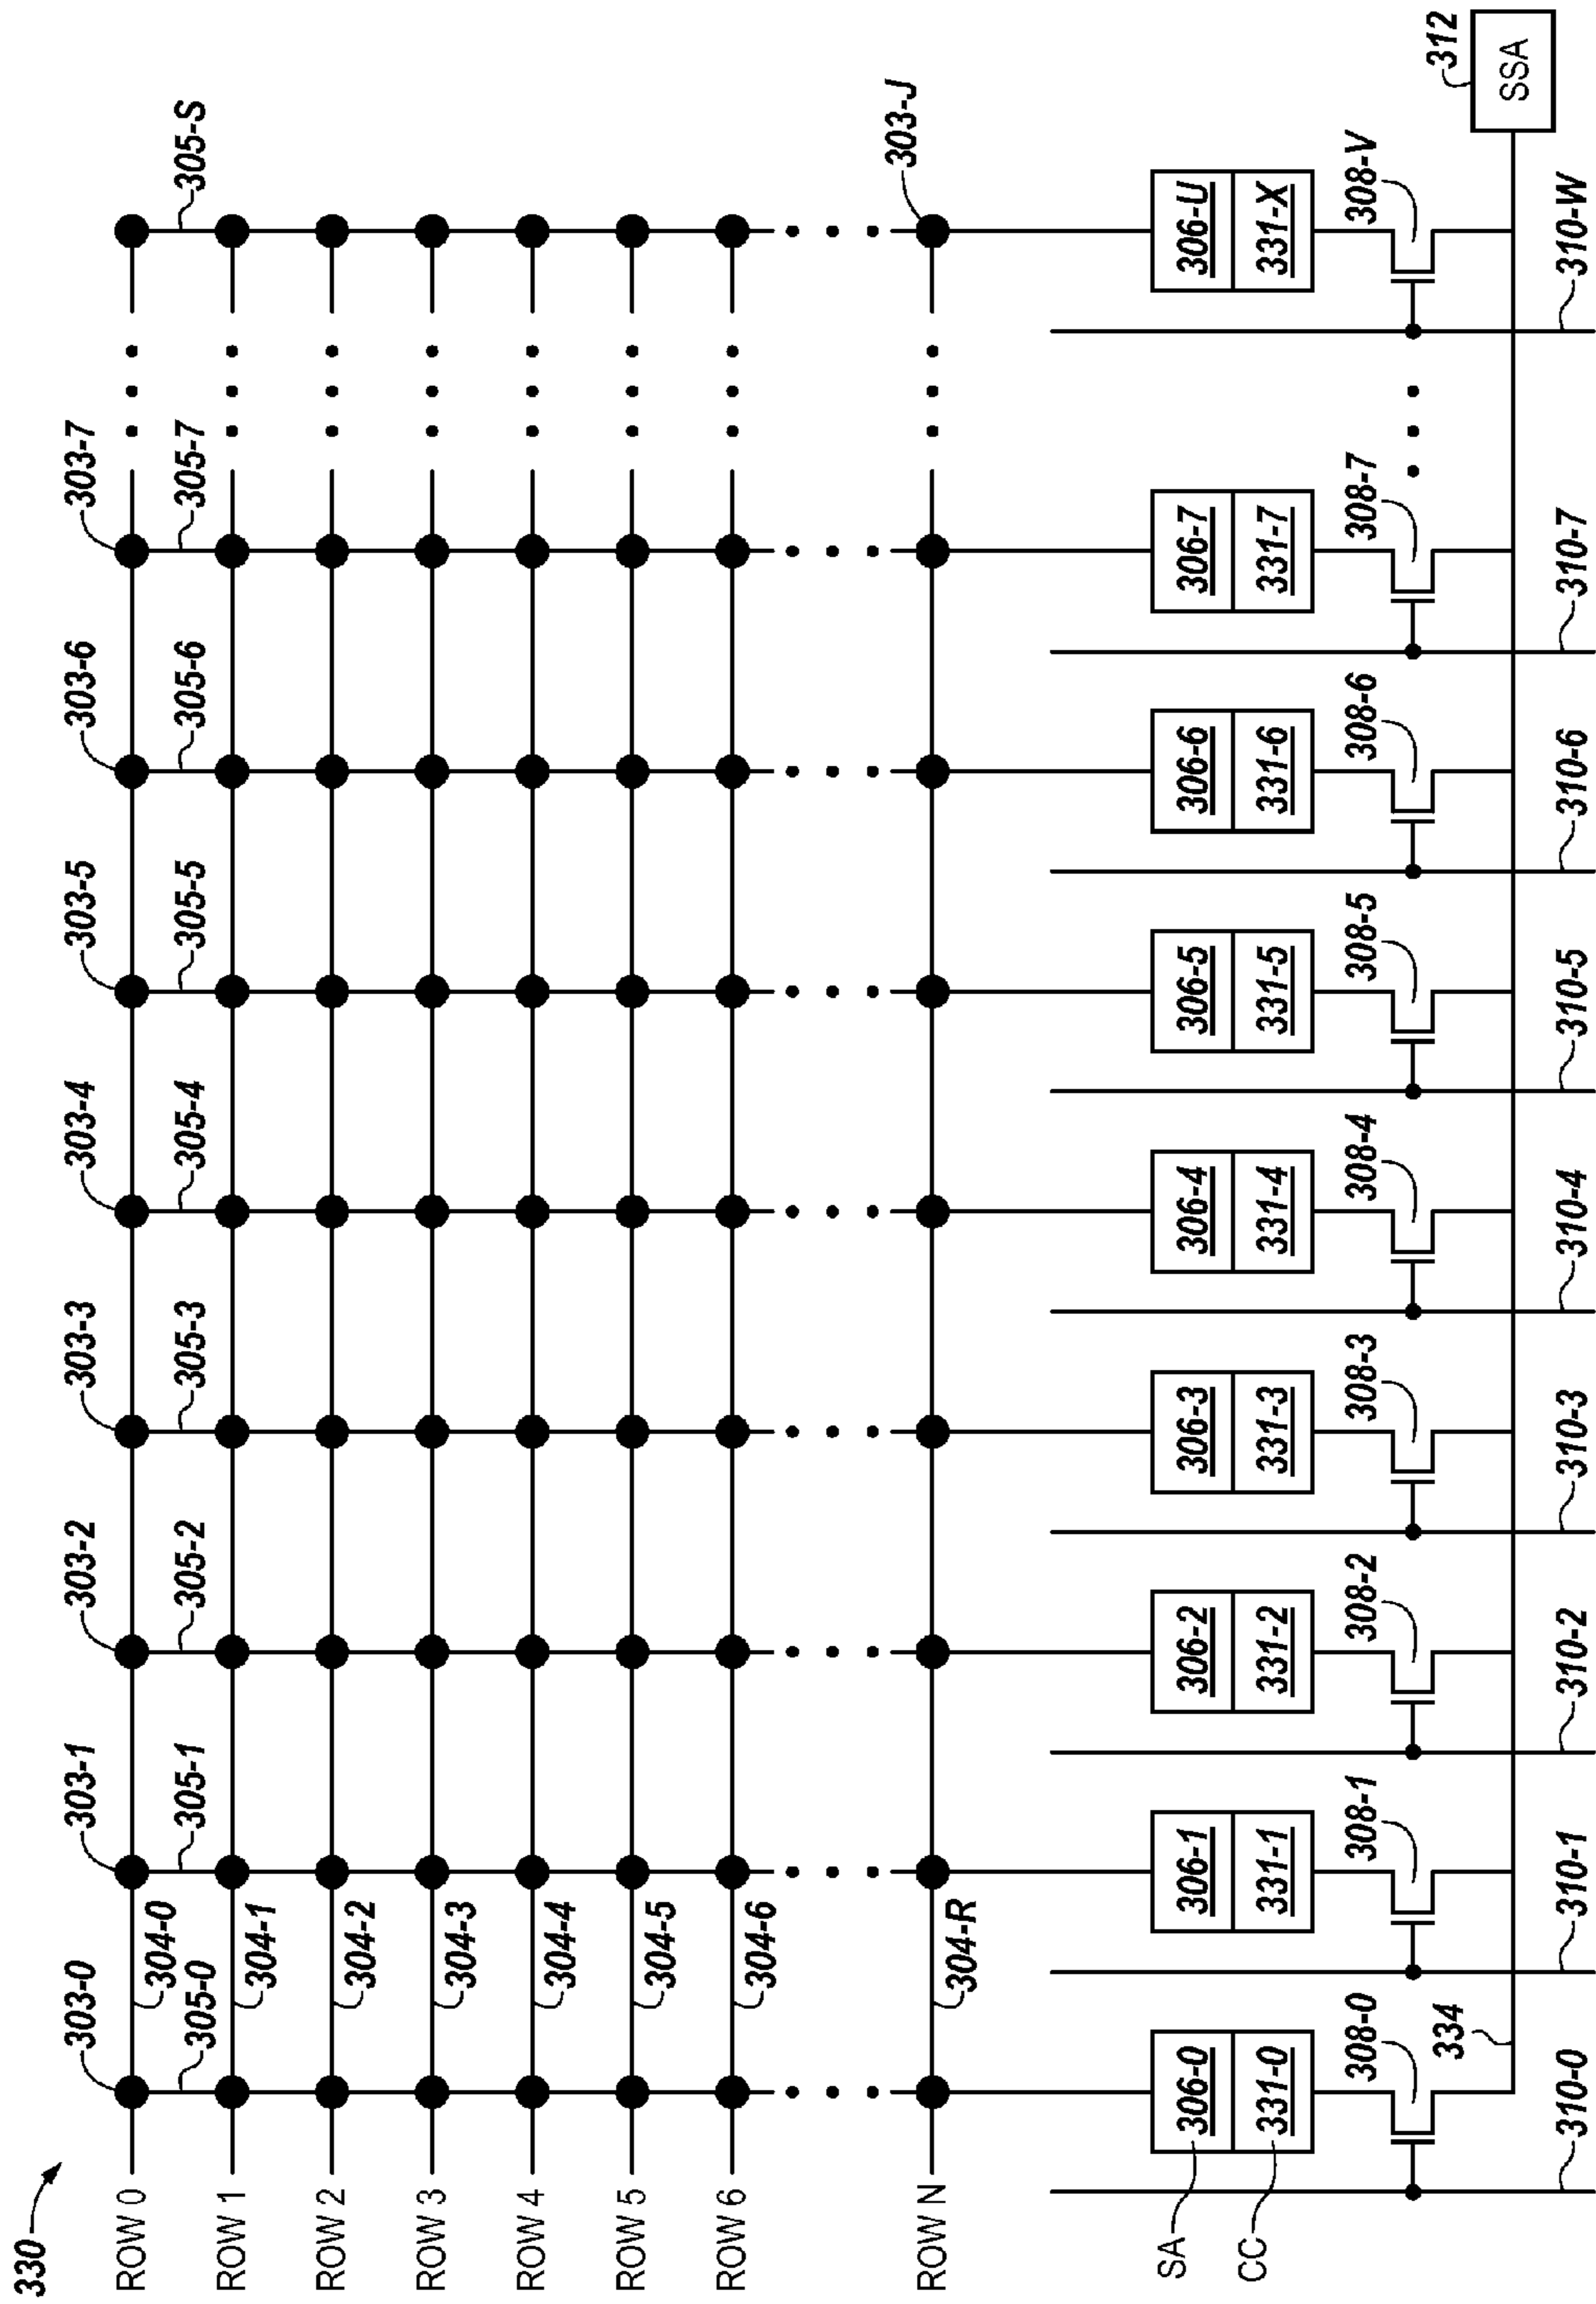 330
303-0 303-1 303-2 303-3 303-4 303-5 303-6 303-7
305-0 305-1 305-2 305-3 305-4 305-5 305-6 305-7 305-S
ROW 0 304-0
ROW 1 304-1
ROW 2 304-2
ROW 3 304-3
ROW 4 304-4
ROW 5 304-5
ROW 6 304-6
303-J
ROW N 304-R
SA 306-0 306-1 306-2 306-3 306-4 306-5 306-6 306-7 306-U
CC 331-0 331-1 331-2 331-3 331-4 331-5 331-6 331-7 331-X
308-0 308-1 308-2 308-3 308-4 308-5 308-6 308-7 308-V
334 312
SSA
310-0 310-1 310-2 310-3 310-4 310-5 310-6 310-7 310-W